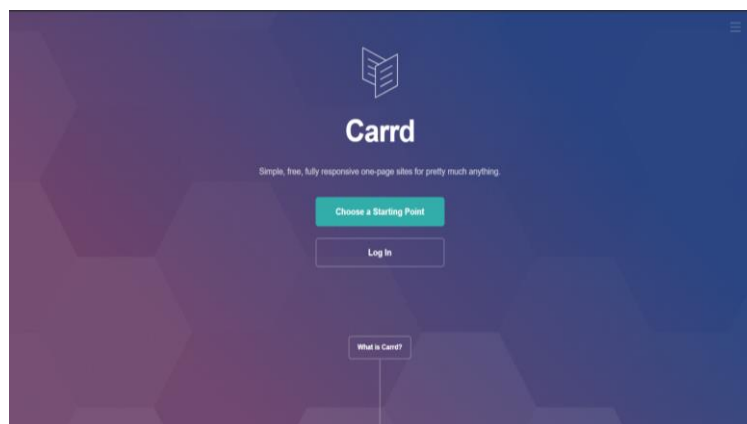 Carrd
Simple, free, fully responsive one-page sites for pretty much anything.
Choose a Starting Point
Log In
What is Carrd?